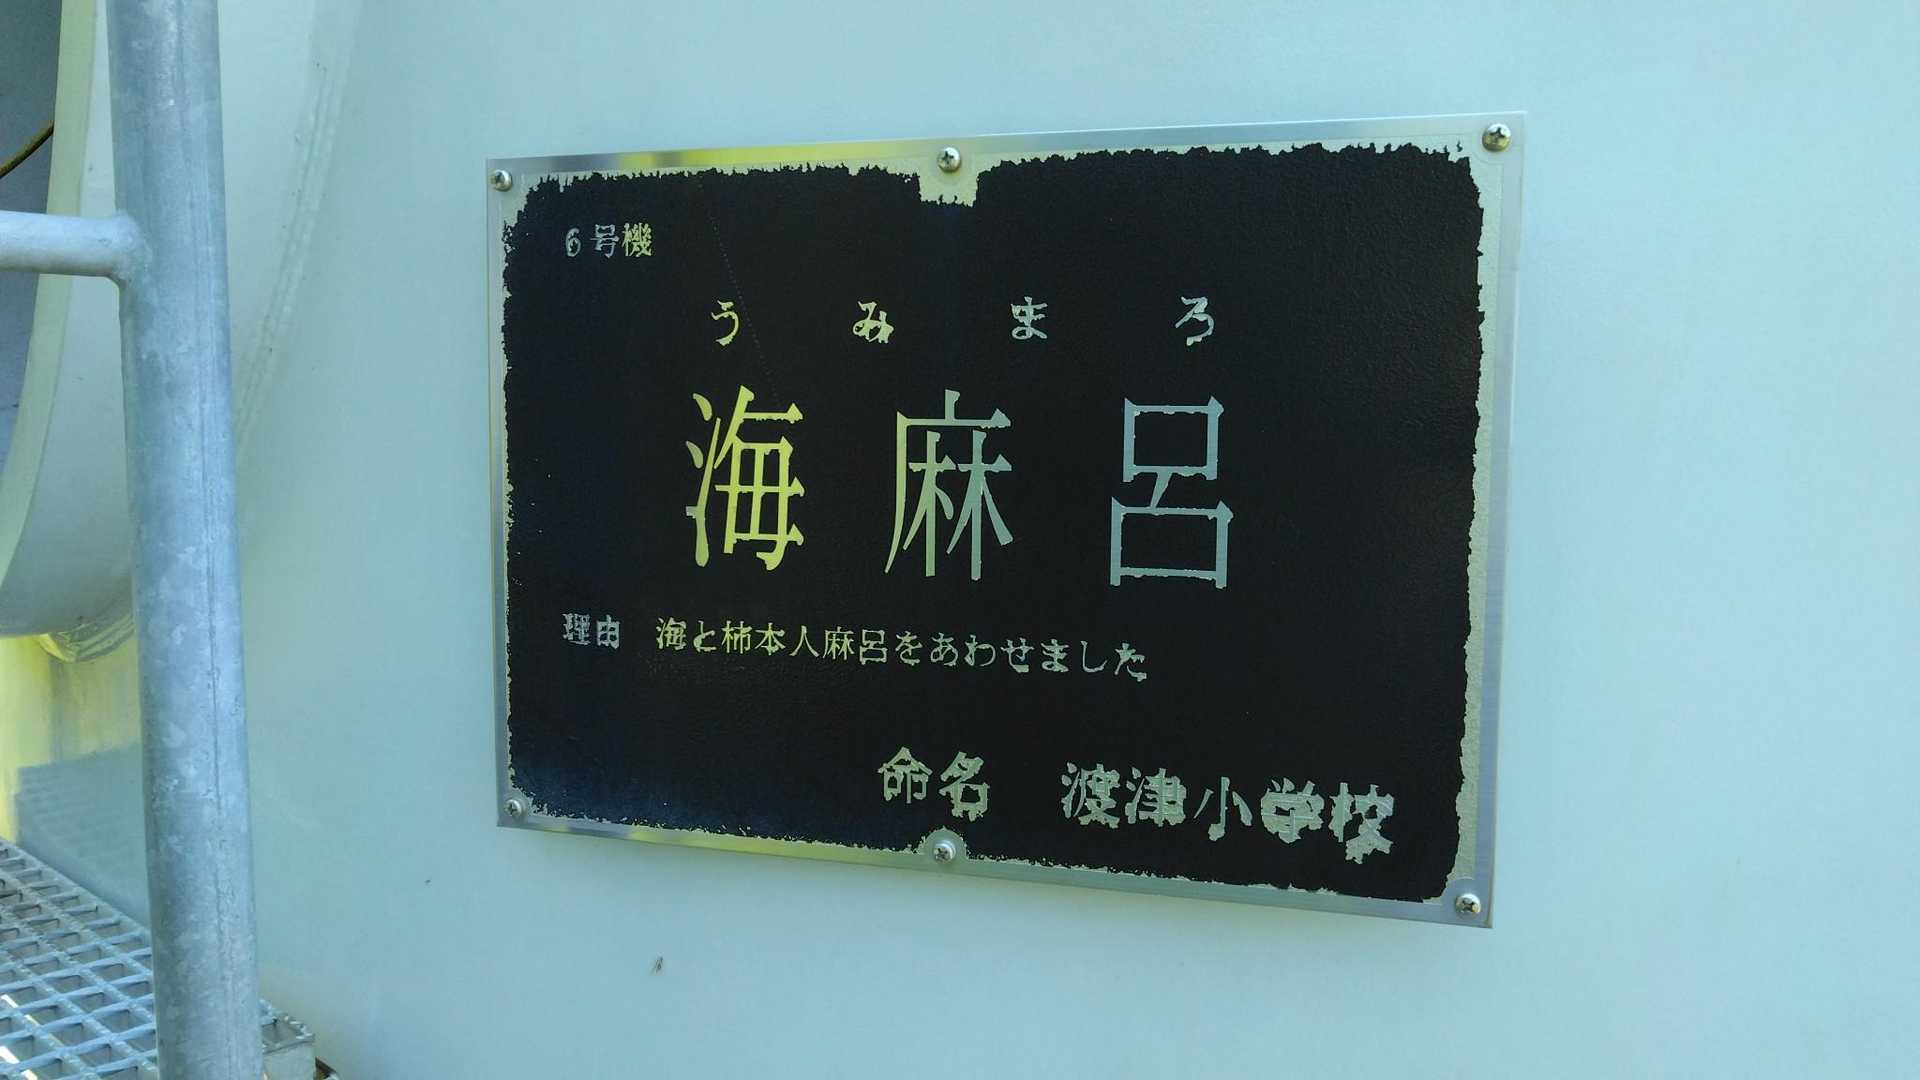 6号機
うみまろ
海麻呂
理由 海と柿本人麻呂をあわせました
命名 渡津小学校